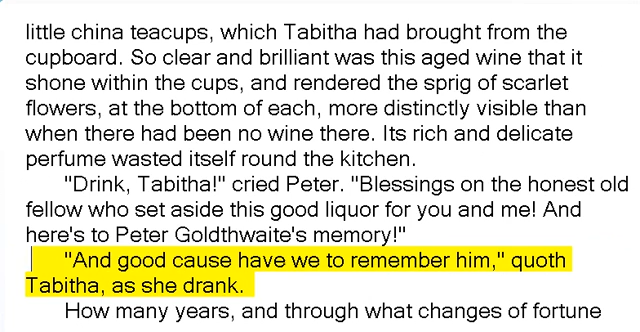 little china teacups, which Tabitha had brought from the
cupboard. So clear and brilliant was this aged wine that it
shone within the cups, and rendered the sprig of scarlet
flowers, at the bottom of each, more distinctly visible than
when there had been no wine there. Its rich and delicate
perfume wasted itself round the kitchen.
"Drink, Tabitha!" cried Peter. "Blessings on the honest old
fellow who set aside this good liquor for you and me! And
here's to Peter Goldthwaite's memory!"
"And good cause have we to remember him," quoth
Tabitha, as she drank.
How many years, and through what changes of fortune